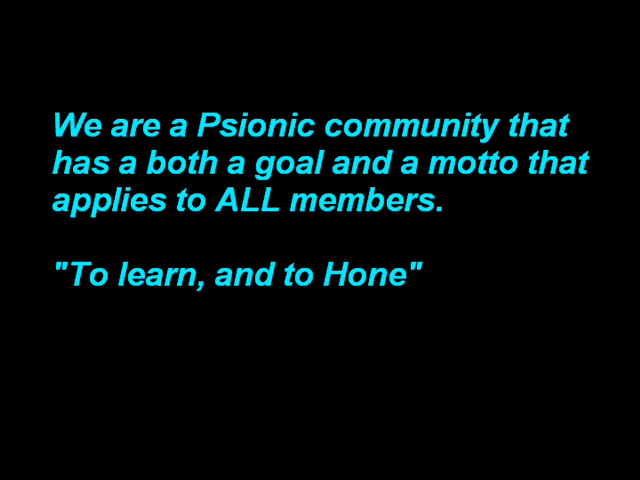 We are a Psionic community that
has a both a goal and a motto that
applies to ALL members.
"To learn, and to Hone"